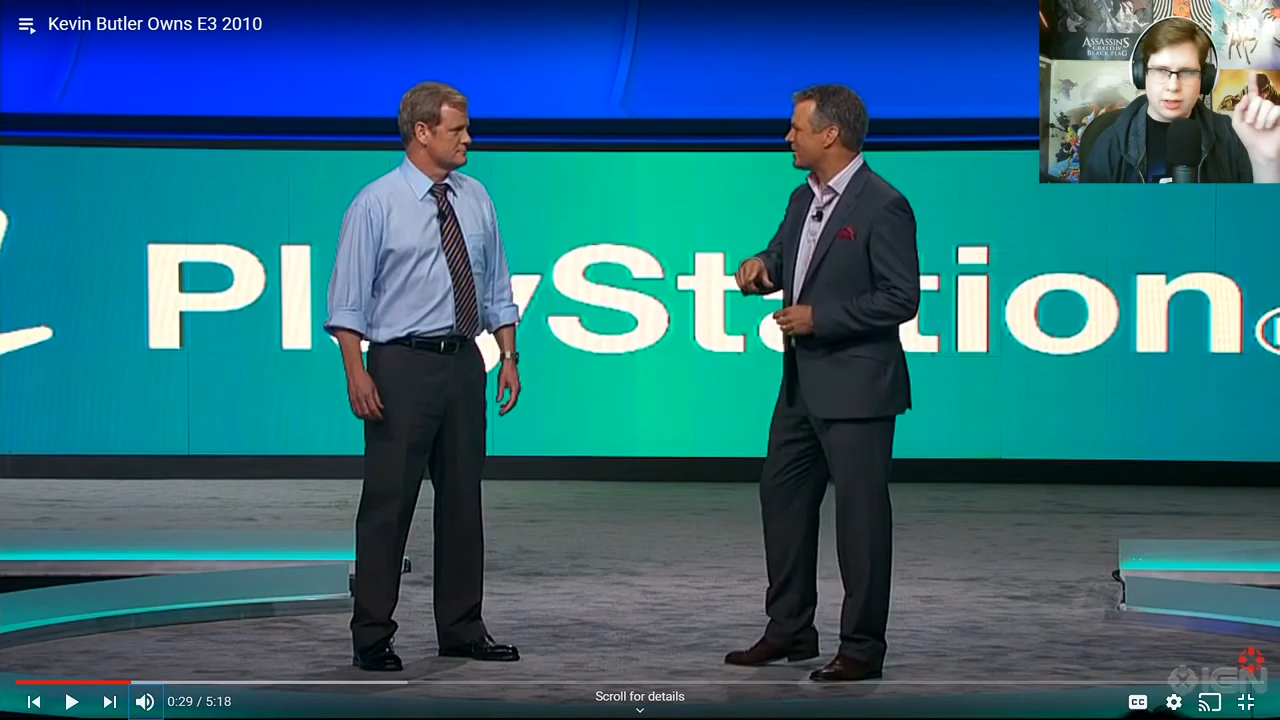 Kevin Butler Owns E3 2010
ASSASSIN'S
CREED IV
BLACK FLAG
PlayStation
0:29 / 5:18
Scroll for details
CC
IGN